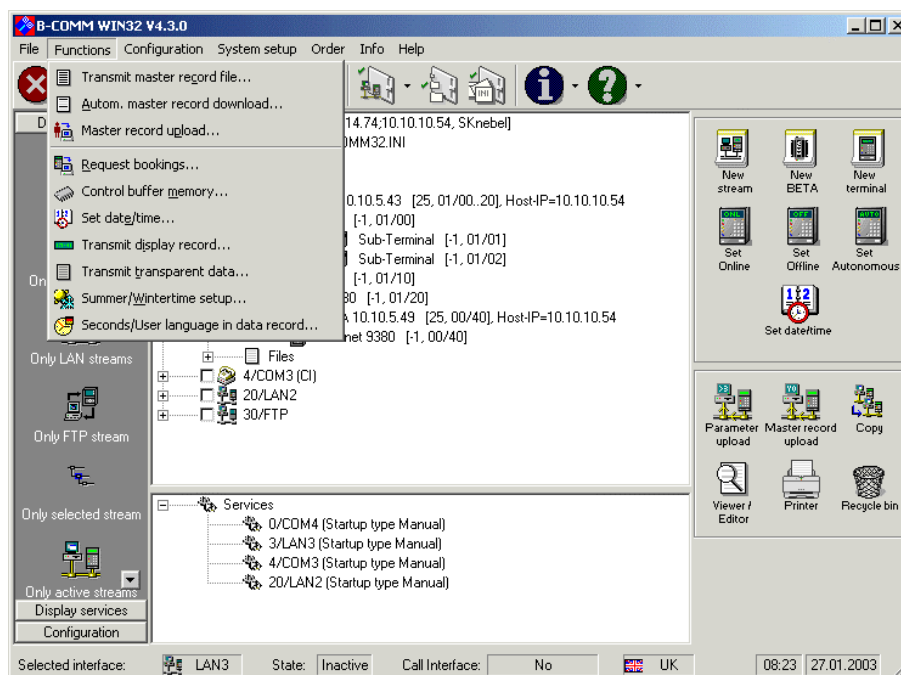 B-COMM WIN32 V4.3.0
File Functions Configuration System setup Order Info Help
Transmit master record file...
Autom. master record download...
Master record upload...
Request bookings...
Control buffer memory...
Set date/time...
Transmit display record...
Transmit transparent data...
Summer/Wintertime setup...
Seconds/User language in data record...
14.74;10.10.10.54, SKnebel]
OMM32.INI
0.10.5.43 [25, 01/00..20], Host-IP=10.10.10.54
[-1, 01/00]
Sub-Terminal [-1, 01/01]
Sub-Terminal [-1, 01/02]
[-1, 01/10]
80 [-1, 01/20]
A 10.10.5.49 [25, 00/40], Host-IP=10.10.10.54
net 9380 [-1, 00/40]
Files
4/COM3 (CI)
20/LAN2
30/FTP
D
On
Only LAN streams
Only FTP stream
Only selected stream
Only active streams
Display services
Configuration
Services
0/COM4 (Startup type Manual)
3/LAN3 (Startup type Manual)
4/COM3 (Startup type Manual)
20/LAN2 (Startup type Manual)
New stream
New BETA
New terminal
ONL
OFF
AUTO
Set Online
Set Offline
Set Autonomous
Set date/time
Parameter upload
Master record upload
Copy
Viewer / Editor
Printer
Recycle bin
Selected interface: LAN3 State: Inactive Call Interface: No UK 08:23 27.01.2003